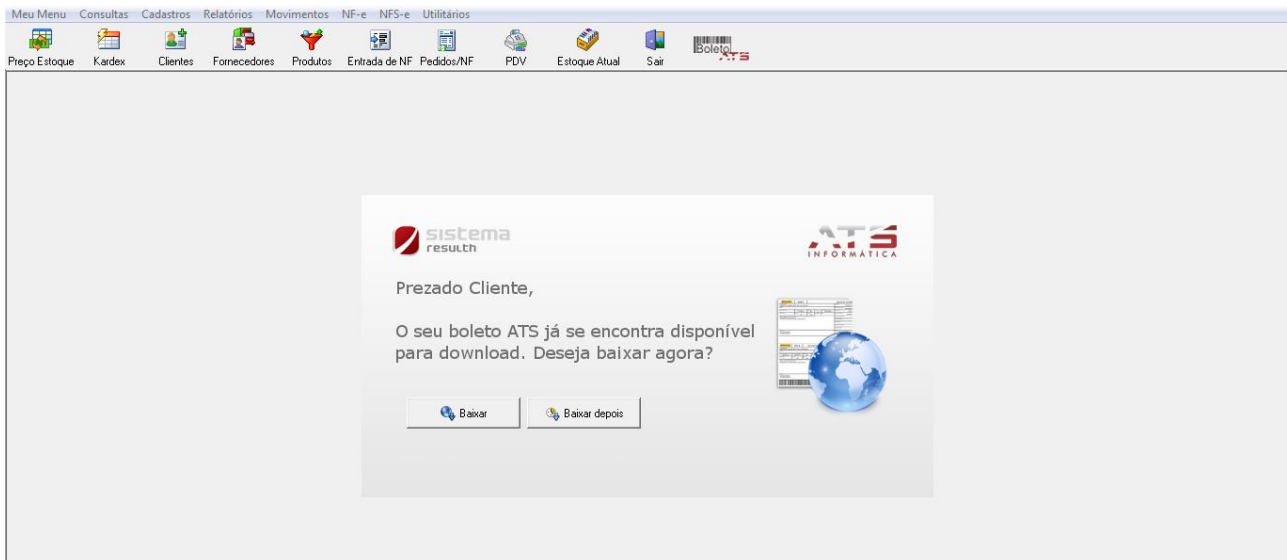 Meu Menu Consultas Cadastros Relatórios Movimentos NF-e NFS-e Utilitários
Preço Estoque Kardex Clientes Fornecedores Produtos Entrada de NF Pedidos/NF PDV Estoque Atual Sair Boleto ATS
sistema
resulth
ATS
INFORMÁTICA
Prezado Cliente,
O seu boleto ATS já se encontra disponível
para download. Deseja baixar agora?
Baixar Baixar depois